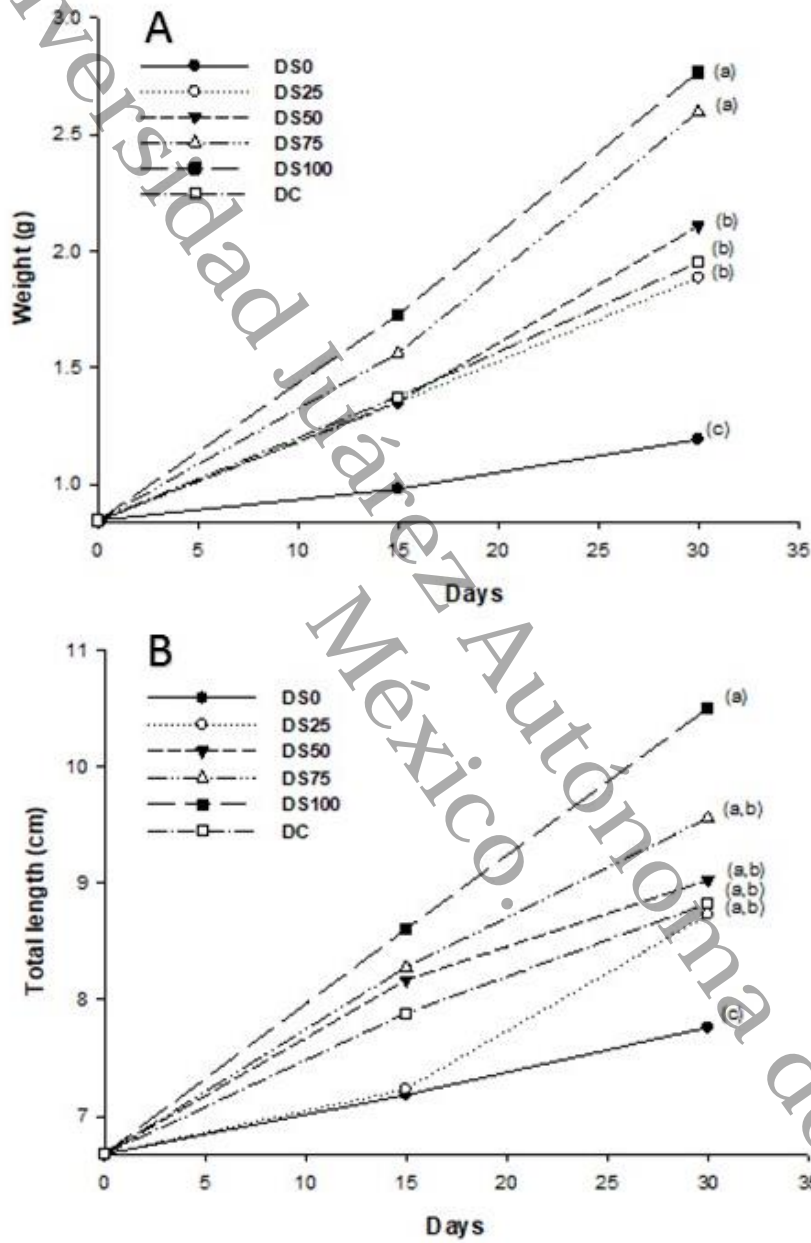 A
3.0
DS0
DS25
DS50
DS75
DS100
DC
2.5
2.0
1.5
1.0
Weight (g)
(a)
(a)
(b)
(b)
(b)
(c)
0 5 10 15 20 25 30 35
Days
B
11
DS0
DS25
DS50
DS75
DS100
DC
10
9
8
7
Total length (cm)
(a)
(a,b)
(a,b)
(a,b)
(a,b)
(c)
0 5 10 15 20 25 30
Days
Juárez Autónoma
México.